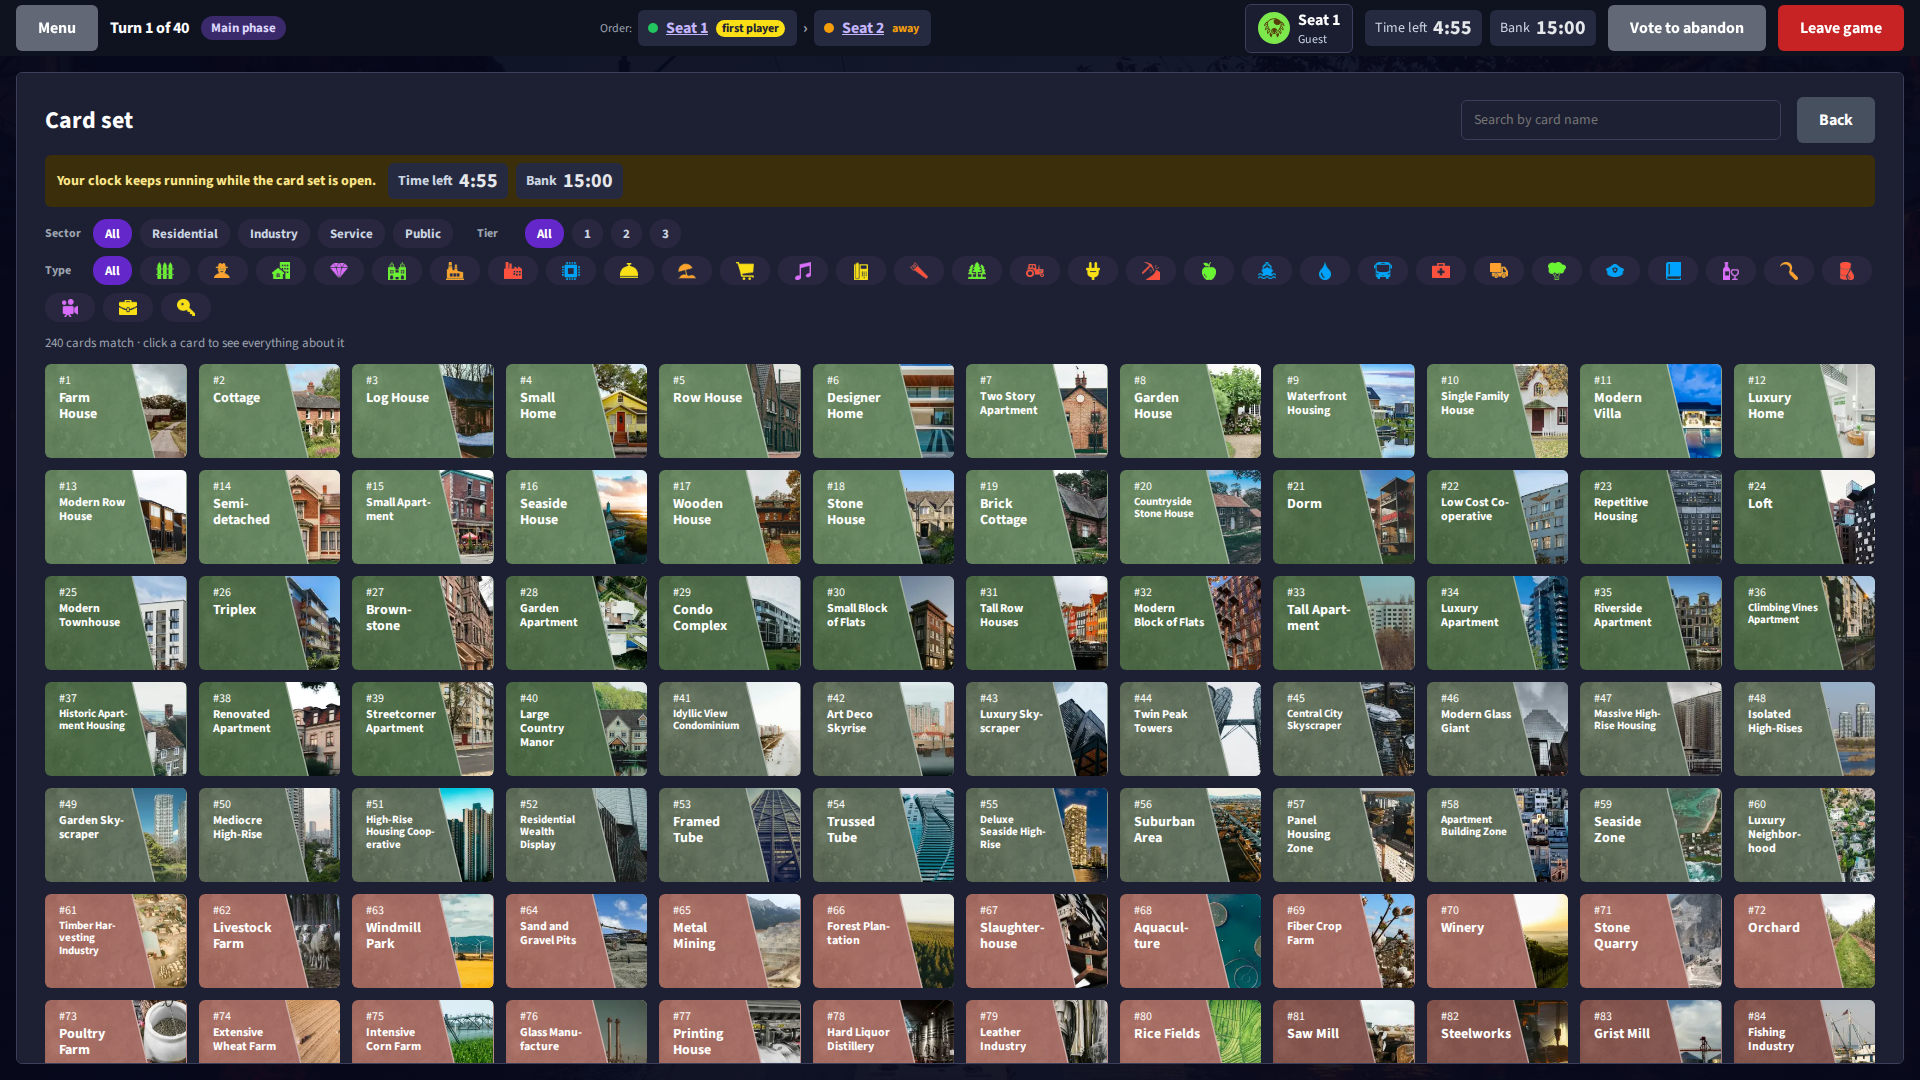 Menu
Turn 1 of 40
Main phase
Order:
Seat 1
first player
›
Seat 2
away
Seat 1
Guest
Time left 4:55
Bank 15:00
Vote to abandon
Leave game
Card set
Search by card name
Back
Your clock keeps running while the card set is open.
Time left 4:55
Bank 15:00
Sector
All
Residential
Industry
Service
Public
Tier
All
1
2
3
Type
All
240 cards match · click a card to see everything about it
#1
Farm
House
#2
Cottage
#3
Log House
#4
Small
Home
#5
Row House
#6
Designer
Home
#7
Two Story
Apartment
#8
Garden
House
#9
Waterfront
Housing
#10
Single Family
House
#11
Modern
Villa
#12
Luxury
Home
#13
Modern Row
House
#14
Semi-
detached
#15
Small Apart-
ment
#16
Seaside
House
#17
Wooden
House
#18
Stone
House
#19
Brick
Cottage
#20
Countryside
Stone House
#21
Dorm
#22
Low Cost Co-
operative
#23
Repetitive
Housing
#24
Loft
#25
Modern
Townhouse
#26
Triplex
#27
Brown-
stone
#28
Garden
Apartment
#29
Condo
Complex
#30
Small Block
of Flats
#31
Tall Row
Houses
#32
Modern
Block of Flats
#33
Tall Apart-
ment
#34
Luxury
Apartment
#35
Riverside
Apartment
#36
Climbing Vines
Apartment
#37
Historic Apart-
ment Housing
#38
Renovated
Apartment
#39
Streetcorner
Apartment
#40
Large
Country
Manor
#41
Idyllic View
Condominium
#42
Art Deco
Skyrise
#43
Luxury Sky-
scraper
#44
Twin Peak
Towers
#45
Central City
Skyscraper
#46
Modern Glass
Giant
#47
Massive High-
Rise Housing
#48
Isolated
High-Rises
#49
Garden Sky-
scraper
#50
Mediocre
High-Rise
#51
High-Rise
Housing Coop-
erative
#52
Residential
Wealth
Display
#53
Framed
Tube
#54
Trussed
Tube
#55
Deluxe
Seaside High-
Rise
#56
Suburban
Area
#57
Panel
Housing
Zone
#58
Apartment
Building Zone
#59
Seaside
Zone
#60
Luxury
Neighbor-
hood
#61
Timber Har-
vesting
Industry
#62
Livestock
Farm
#63
Windmill
Park
#64
Sand and
Gravel Pits
#65
Metal
Mining
#66
Forest Plan-
tation
#67
Slaughter-
house
#68
Aquacul-
ture
#69
Fiber Crop
Farm
#70
Winery
#71
Stone
Quarry
#72
Orchard
#73
Poultry
Farm
#74
Extensive
Wheat Farm
#75
Intensive
Corn Farm
#76
Glass Manu-
facture
#77
Printing
House
#78
Hard Liquor
Distillery
#79
Leather
Industry
#80
Rice Fields
#81
Saw Mill
#82
Steelworks
#83
Grist Mill
#84
Fishing
Industry